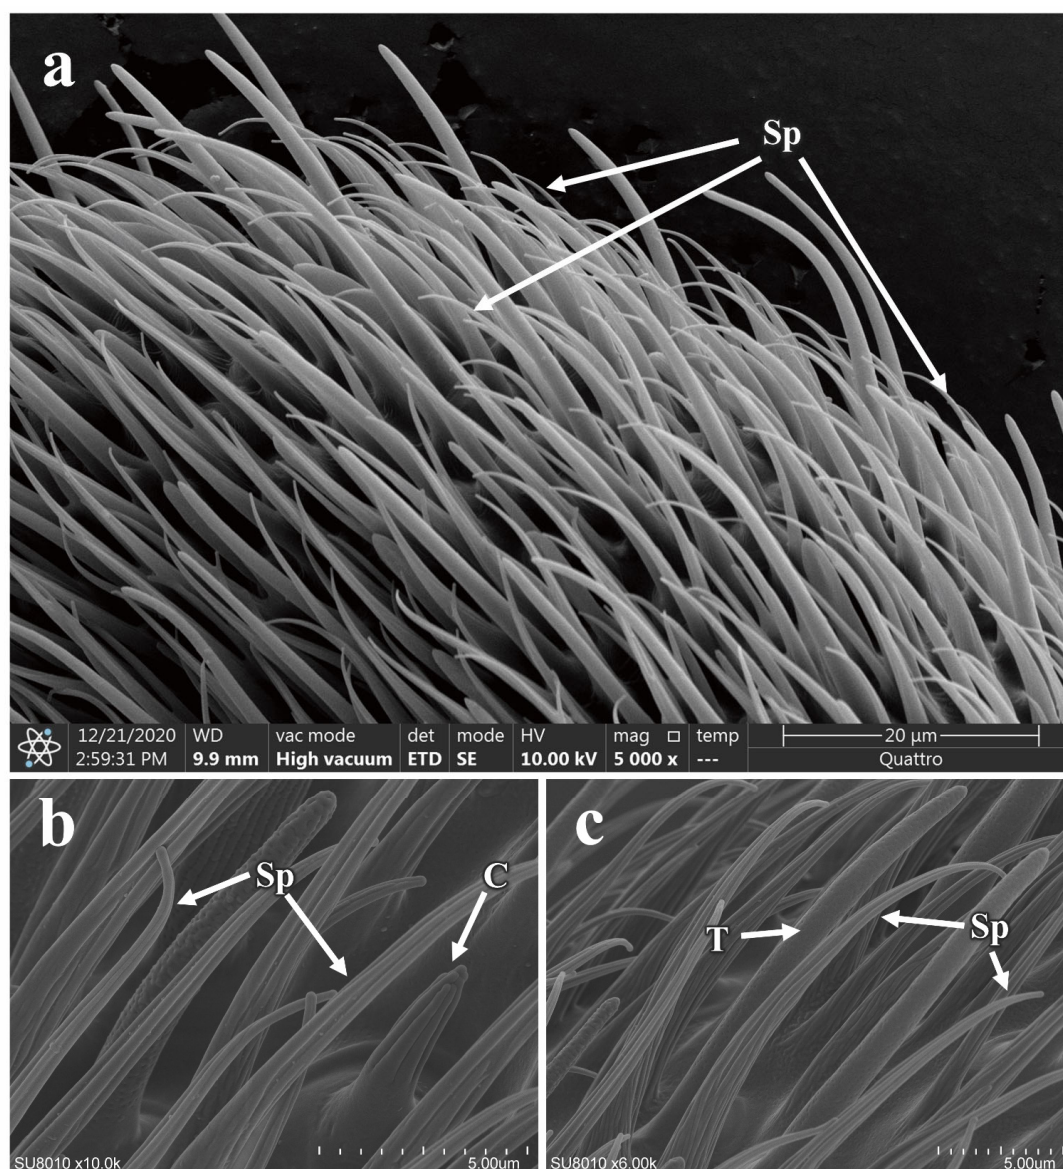 a
Sp
12/21/2020 WD vac mode det mode HV mag □ temp 20 µm
2:59:31 PM 9.9 mm High vacuum ETD SE 10.00 kV 5 000 x --- Quattro
b
Sp
C
SU8010 x10.0k 5.00um
c
T
Sp
SU8010 x6.00k 5.00um